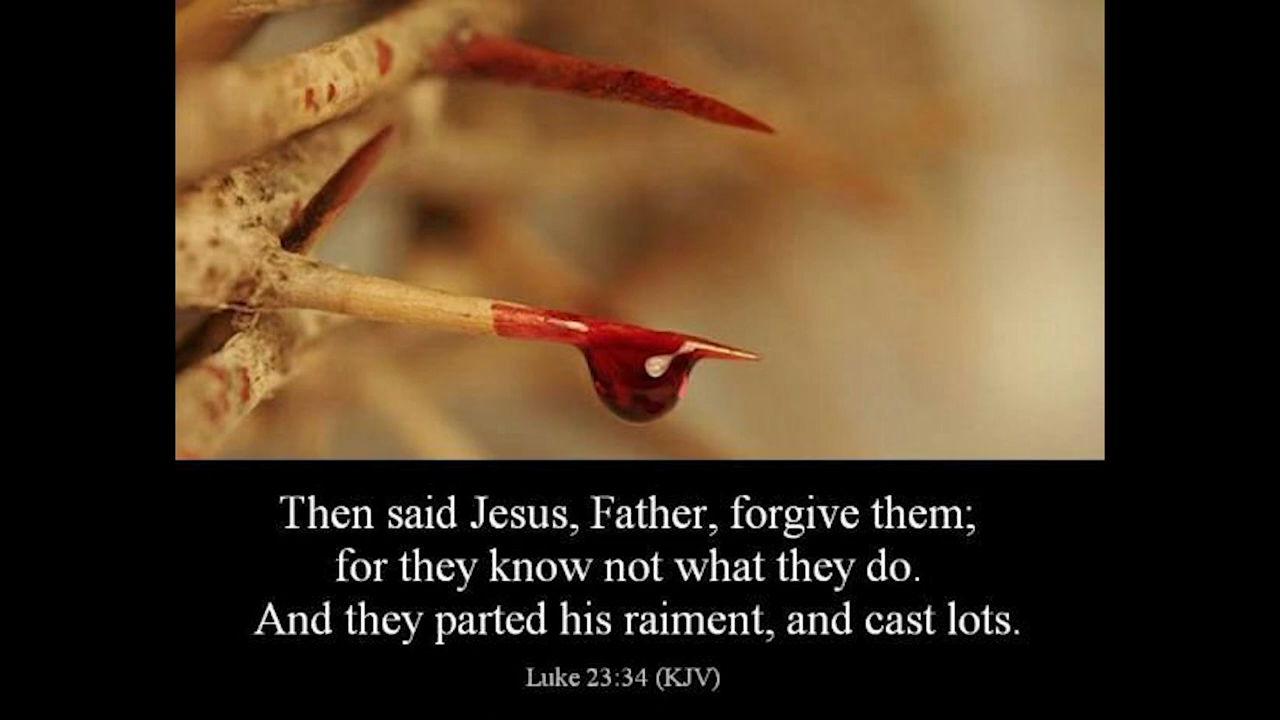 Then said Jesus, Father, forgive them;
for they know not what they do.
And they parted his raiment, and cast lots.
Luke 23:34 (KJV)